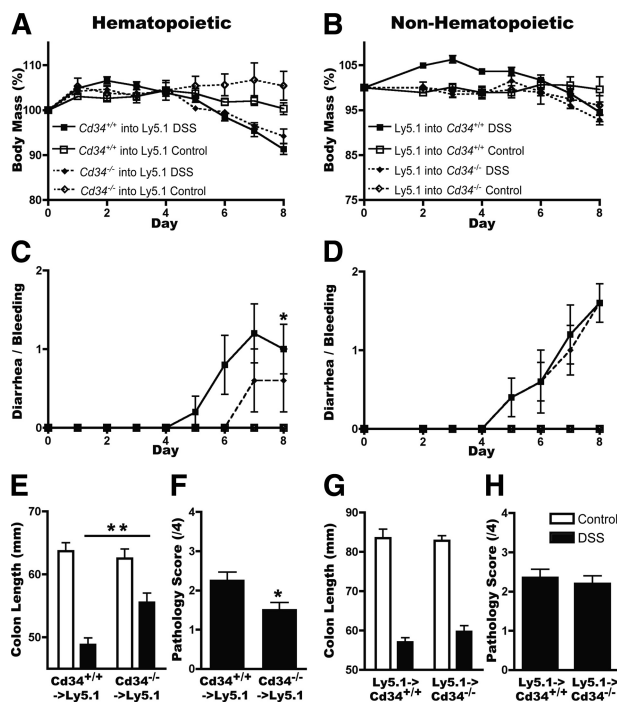 A Hematopoietic
Body Mass (%)
110
100
90
80
Cd34+/+ into Ly5.1 DSS
Cd34+/+ into Ly5.1 Control
Cd34-/- into Ly5.1 DSS
Cd34-/- into Ly5.1 Control
0 2 4 6 8
Day
B Non-Hematopoietic
Body Mass (%)
105
95
85
80
Ly5.1 into Cd34+/+ DSS
Ly5.1 into Cd34+/+ Control
Ly5.1 into Cd34-/- DSS
Ly5.1 into Cd34-/- Control
0 2 4 6 8
Day
C
Diarrhea / Bleeding
2
1
0
*
0 2 4 6 8
Day
D
Diarrhea / Bleeding
2
1
0
0 2 4 6 8
Day
E
Colon Length (mm)
70
60
50
**
Cd34+/+ Cd34-/-
->Ly5.1 ->Ly5.1
F
Pathology Score (/4)
4
3
2
1
0
*
Cd34+/+ Cd34-/-
->Ly5.1 ->Ly5.1
G
Colon Length (mm)
90
80
70
60
50
Ly5.1-> Ly5.1->
Cd34+/+ Cd34-/-
H
Pathology Score (/4)
4
3
2
1
0
Control
DSS
Ly5.1-> Ly5.1->
Cd34+/+ Cd34-/-